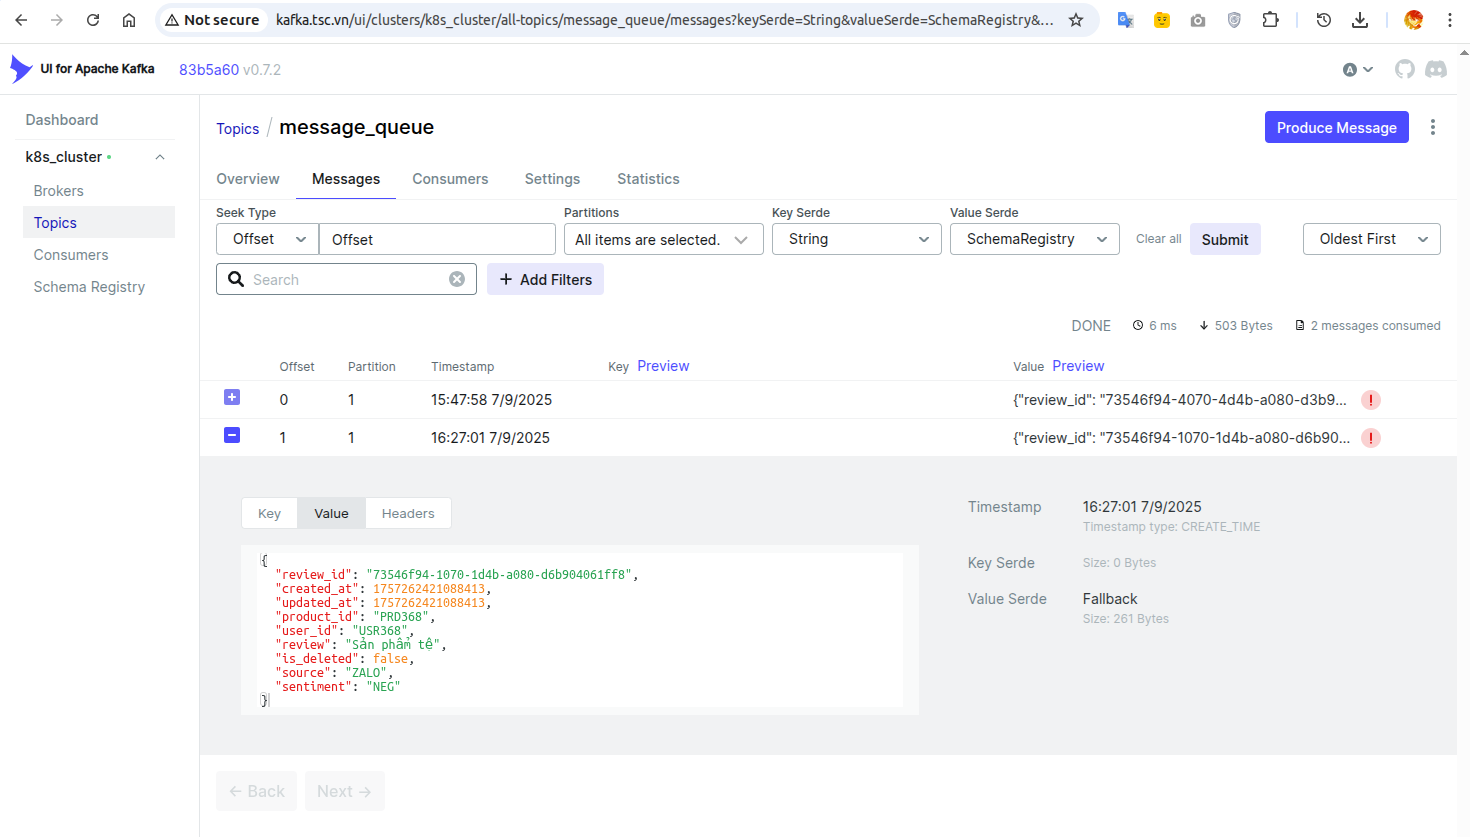 Not secure kafka.tsc.vn/ui/clusters/k8s_cluster/all-topics/message_queue/messages?keySerde=String&valueSerde=SchemaRegistry&...
UI for Apache Kafka 83b5a60 v0.7.2
A
Dashboard
k8s_cluster
Brokers
Topics
Consumers
Schema Registry
Topics / message_queue
Produce Message
Overview Messages Consumers Settings Statistics
Seek Type Partitions Key Serde Value Serde
Offset Offset All items are selected. String SchemaRegistry Clear all Submit Oldest First
Search + Add Filters
DONE 6 ms 503 Bytes 2 messages consumed
Offset Partition Timestamp Key Preview Value Preview
0 1 15:47:58 7/9/2025 {"review_id": "73546f94-4070-4d4b-a080-d3b9... !
1 1 16:27:01 7/9/2025 {"review_id": "73546f94-1070-1d4b-a080-d6b90... !
Key Value Headers
{
"review_id": "73546f94-1070-1d4b-a080-d6b904061ff8",
"created_at": 1757262421088413,
"updated_at": 1757262421088413,
"product_id": "PRD368",
"user_id": "USR368",
"review": "Sản phẩm tệ",
"is_deleted": false,
"source": "ZALO",
"sentiment": "NEG"
}
Timestamp 16:27:01 7/9/2025
Timestamp type: CREATE_TIME
Key Serde Size: 0 Bytes
Value Serde Fallback
Size: 261 Bytes
← Back Next →